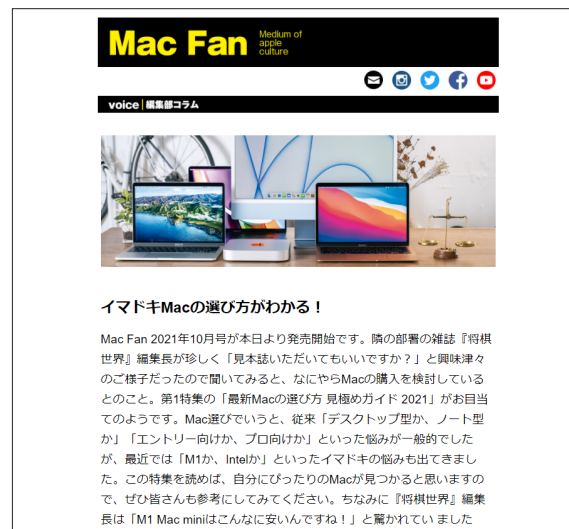 Mac Fan
Medium of
apple
culture
voice|編集部コラム
イマドキMacの選び方がわかる！
Mac Fan 2021年10月号が本日より発売開始です。隣の部署の雑誌『将棋
世界』編集長が珍しく「見本誌いただいてもいいですか？」と興味津々
のご様子だったので聞いてみると、なにやらMacの購入を検討している
とのこと。第1特集の「最新Macの選び方 見極めガイド 2021」がお目当
てのようです。Mac選びでいうと、従来「デスクトップ型か、ノート型
か」「エントリー向けか、プロ向けか」といった悩みが一般的でした
が、最近では「M1か、Intelか」といったイマドキの悩みも出てきまし
た。この特集を読めば、自分にぴったりのMacが見つかると思いますの
で、ぜひ皆さんも参考にしてみてください。ちなみに『将棋世界』編集
長は「M1 Mac miniはこんなに安いんですね！」と驚かれてい ました